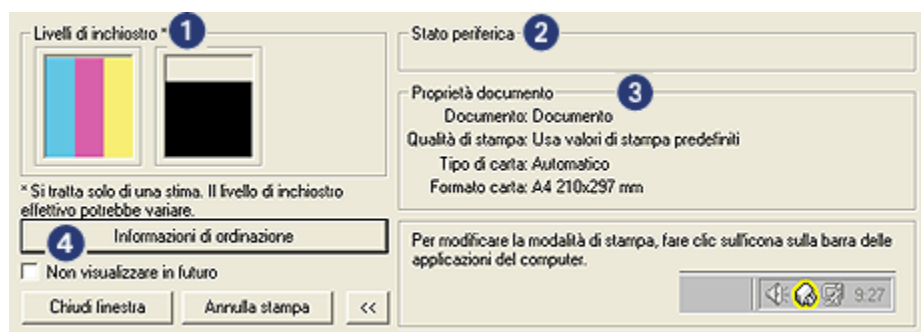 Livelli di inchiostro *
1
* Si tratta solo di una stima. Il livello di inchiostro
effettivo potrebbe variare.
4
Informazioni di ordinazione
Non visualizzare in futuro
Chiudi finestra
Annulla stampa
<<
Stato periferica
2
Proprietà documento
3
Documento: Documento
Qualità di stampa: Usa valori di stampa predefiniti
Tipo di carta: Automatico
Formato carta: A4 210x297 mm
Per modificare la modalità di stampa, fare clic sull'icona sulla barra delle
applicazioni del computer.
9:27